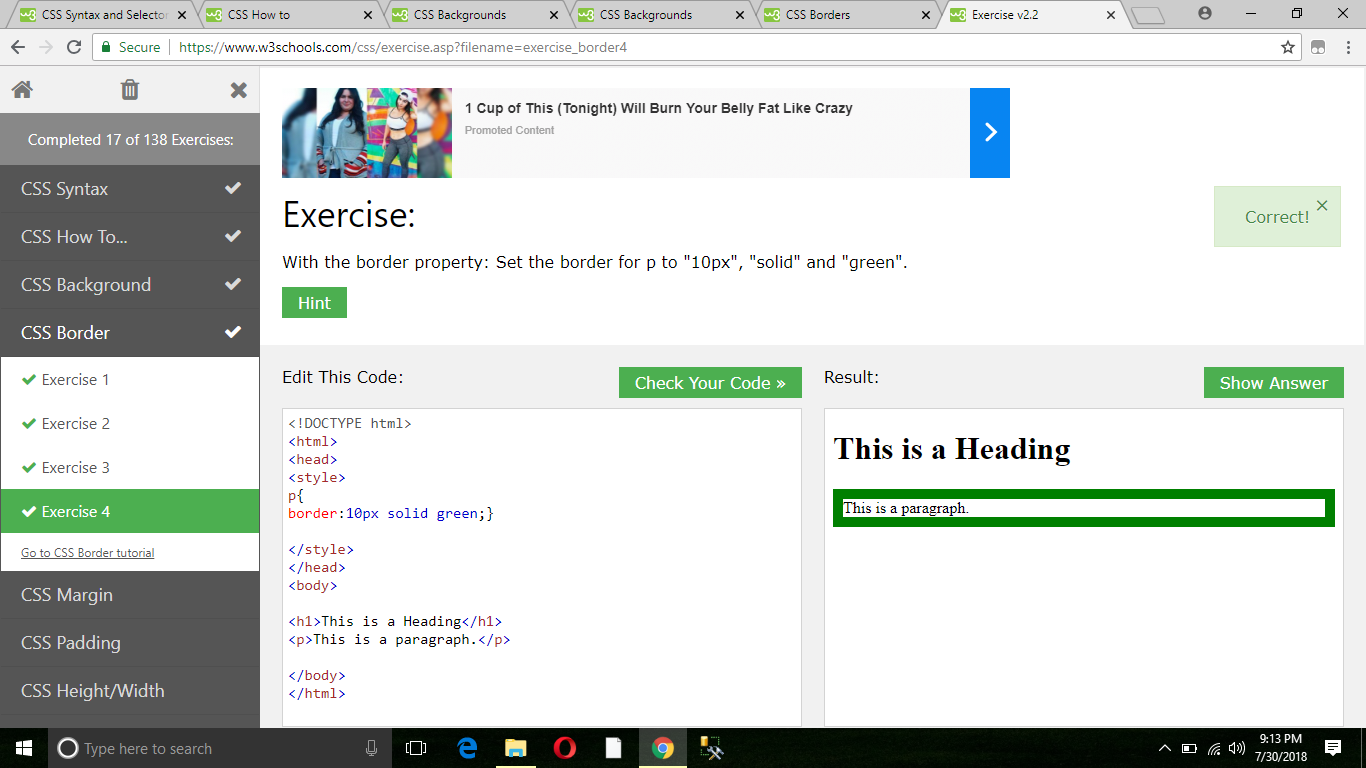 CSS Syntax and Selector
CSS How to
CSS Backgrounds
CSS Backgrounds
CSS Borders
Exercise v2.2
Secure
https://www.w3schools.com/css/exercise.asp?filename=exercise_border4
Completed 17 of 138 Exercises:
CSS Syntax
CSS How To...
CSS Background
CSS Border
Exercise 1
Exercise 2
Exercise 3
Exercise 4
Go to CSS Border tutorial
CSS Margin
CSS Padding
CSS Height/Width
1 Cup of This (Tonight) Will Burn Your Belly Fat Like Crazy
Promoted Content
Exercise:
Correct!
With the border property: Set the border for p to "10px", "solid" and "green".
Hint
Edit This Code:
Check Your Code »
<!DOCTYPE html>
<html>
<head>
<style>
p{
border:10px solid green;}
</style>
</head>
<body>
<h1>This is a Heading</h1>
<p>This is a paragraph.</p>
</body>
</html>
Result:
Show Answer
This is a Heading
This is a paragraph.
Type here to search
9:13 PM
7/30/2018